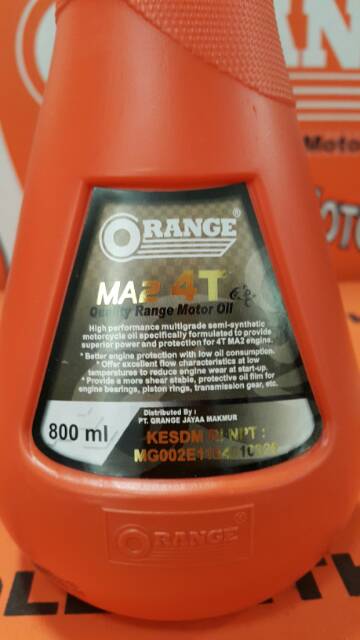 ORANGE®
MA2 4T
Quality Range Motor Oil
High performance multigrade semi-synthetic
motorcycle oil specifically formulated to provide
superior power and protection for 4T MA2 engine.
* Better engine protection with low oil consumption.
* Offer excellent flow characteristics at low
temperstures to reduce engine wear at start-up.
* Provide a more shear stable, protective oil film for
engine bearings, piston rings, transmission gear, etc.
800 ml
Distributed By :
PT. ORANGE JAYAA MAKMUR
KESDM RI NPT :
ORANGE®
Motor